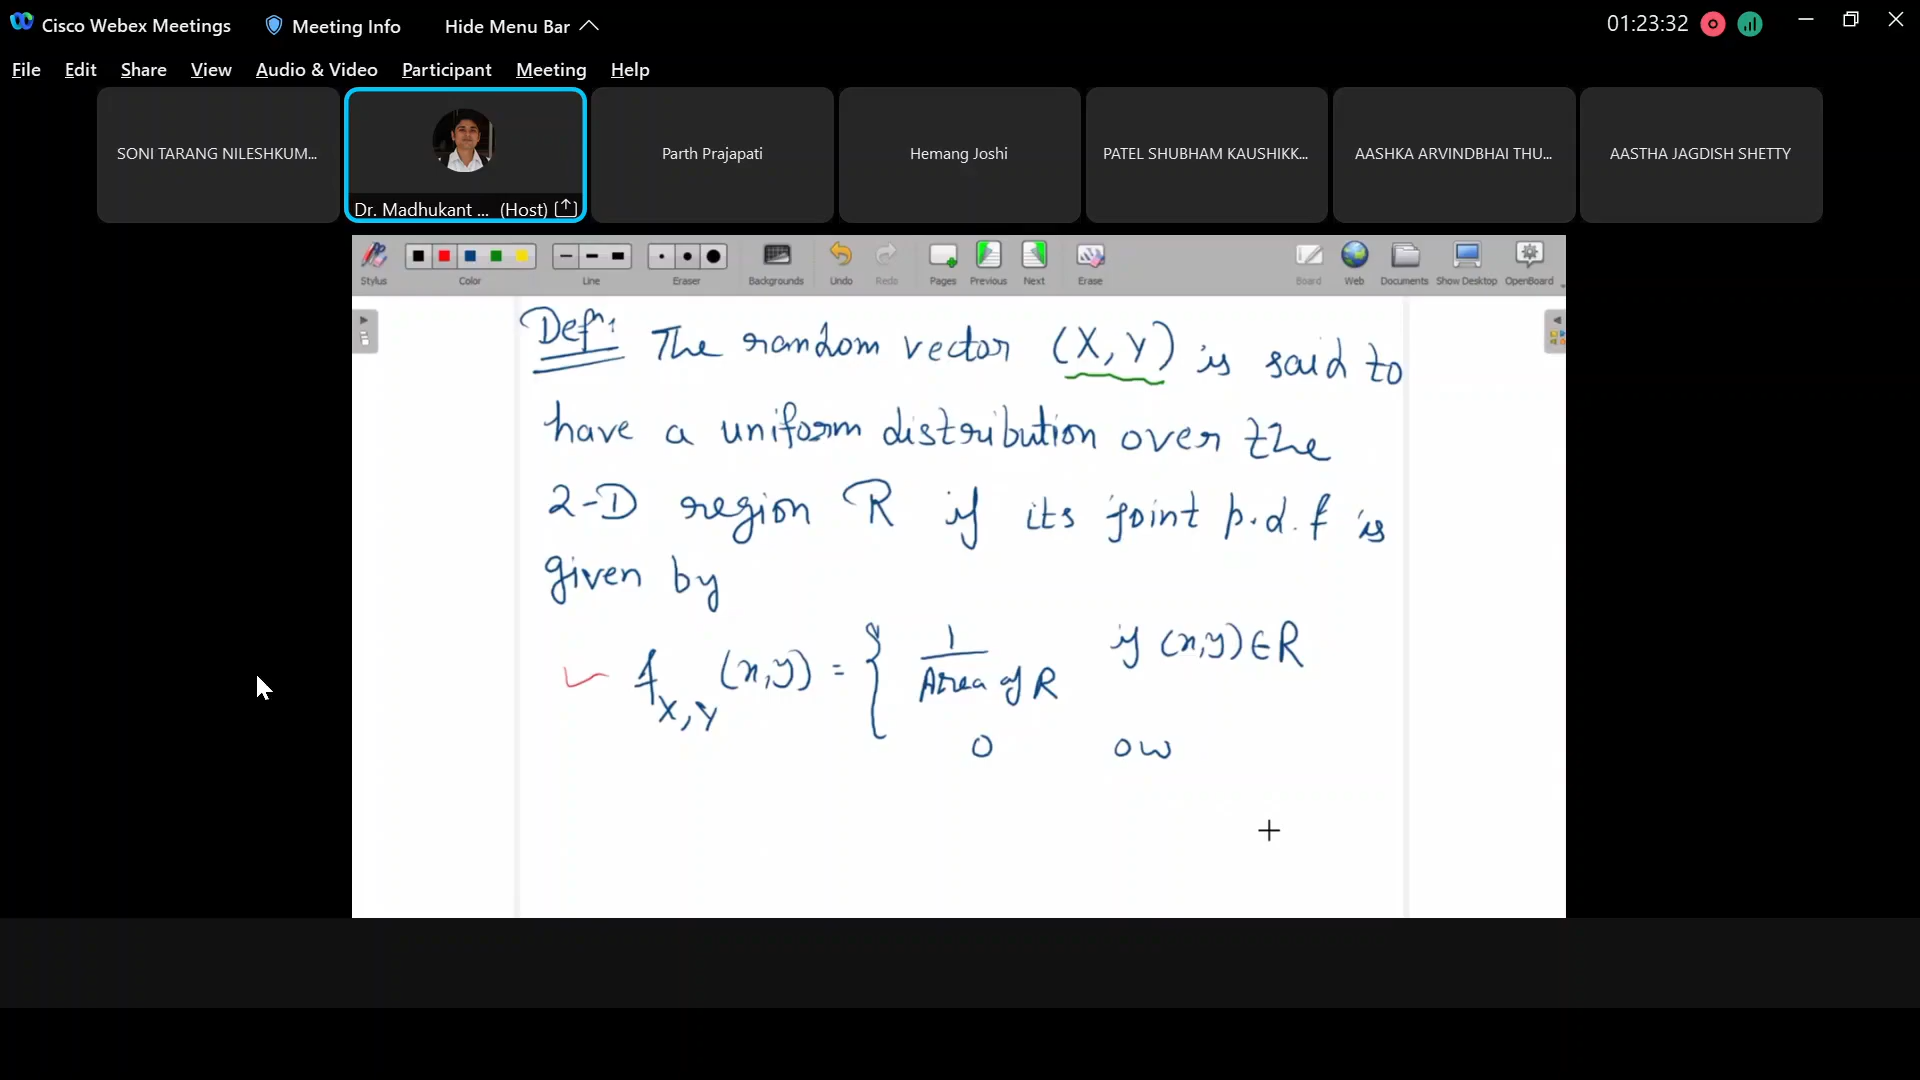 Cisco Webex Meetings Meeting Info Hide Menu Bar 01:23:32
File Edit Share View Audio & Video Participant Meeting Help
SONI TARANG NILESHKUM... Parth Prajapati Hemang Joshi PATEL SHUBHAM KAUSHIKK... AASHKA ARVINDBHAI THU... AASTHA JAGDISH SHETTY
Dr. Madhukant ... (Host)
Stylus Color Line Eraser Backgrounds Undo Redo Pages Previous Next Erase Board Web Documents Show Desktop OpenBoard
Defn: The random vector (X, Y) is said to
have a uniform distribution over the
2-D region R if its joint p.d.f is
given by
f_{X,Y} (x,y) = { 1/Area of R if (x,y) ∈ R
0 ow